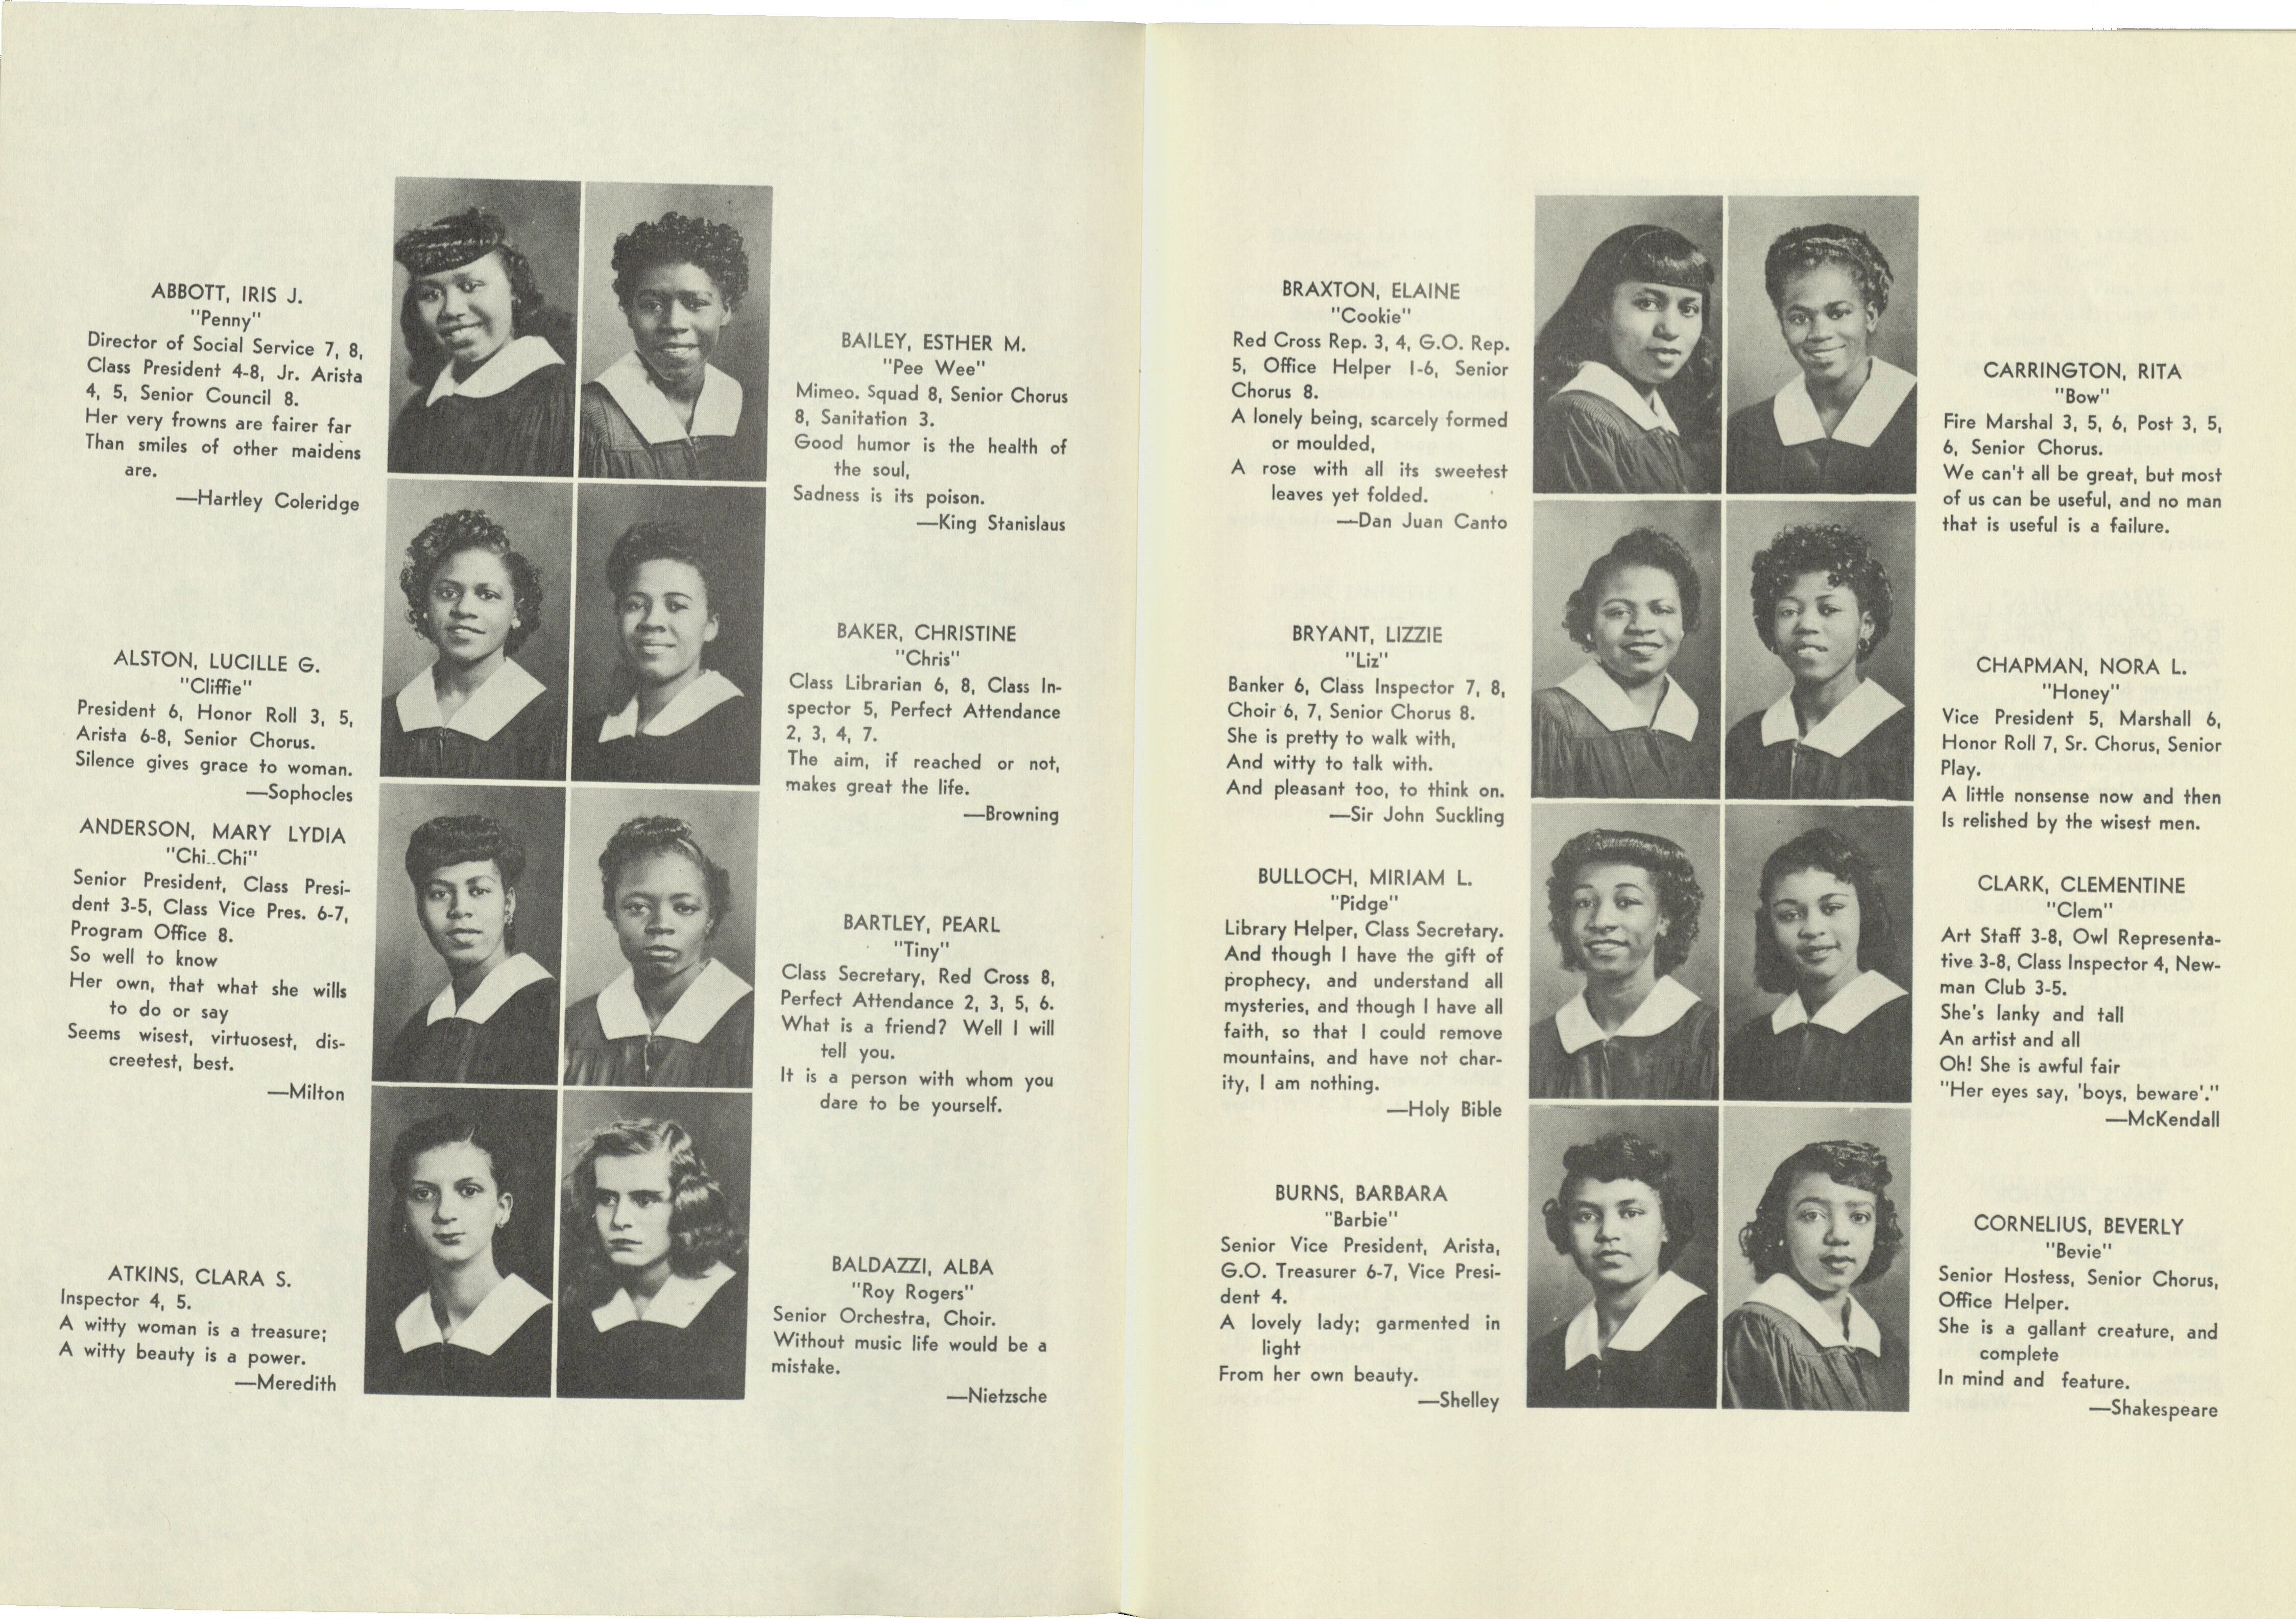 ABBOTT, IRIS J.
"Penny"
Director of Social Service 7, 8,
Class President 4-8, Jr. Arista
4, 5, Senior Council 8.
Her very frowns are fairer far
Than smiles of other maidens
are.
—Hartley Coleridge
ALSTON, LUCILLE G.
"Cliffie"
President 6, Honor Roll 3, 5,
Arista 6-8, Senior Chorus.
Silence gives grace to woman.
—Sophocles
ANDERSON, MARY LYDIA
"Chi..Chi"
Senior President, Class Presi-
dent 3-5, Class Vice Pres. 6-7,
Program Office 8.
So well to know
Her own, that what she wills
to do or say
Seems wisest, virtuosest, dis-
creetest, best.
—Milton
ATKINS, CLARA S.
Inspector 4, 5.
A witty woman is a treasure;
A witty beauty is a power.
—Meredith
BAILEY, ESTHER M.
"Pee Wee"
Mimeo. Squad 8, Senior Chorus
8, Sanitation 3.
Good humor is the health of
the soul,
Sadness is its poison.
—King Stanislaus
BAKER, CHRISTINE
"Chris"
Class Librarian 6, 8, Class In-
spector 5, Perfect Attendance
2, 3, 4, 7.
The aim, if reached or not,
makes great the life.
—Browning
BARTLEY, PEARL
"Tiny"
Class Secretary, Red Cross 8,
Perfect Attendance 2, 3, 5, 6.
What is a friend? Well I will
tell you.
It is a person with whom you
dare to be yourself.
BALDAZZI, ALBA
"Roy Rogers"
Senior Orchestra, Choir.
Without music life would be a
mistake.
—Nietzsche
BRAXTON, ELAINE
"Cookie"
Red Cross Rep. 3, 4, G.O. Rep.
5, Office Helper 1-6, Senior
Chorus 8.
A lonely being, scarcely formed
or moulded,
A rose with all its sweetest
leaves yet folded.
—Dan Juan Canto
BRYANT, LIZZIE
"Liz"
Banker 6, Class Inspector 7, 8,
Choir 6, 7, Senior Chorus 8.
She is pretty to walk with,
And witty to talk with.
And pleasant too, to think on.
—Sir John Suckling
BULLOCH, MIRIAM L.
"Pidge"
Library Helper, Class Secretary.
And though I have the gift of
prophecy, and understand all
mysteries, and though I have all
faith, so that I could remove
mountains, and have not char-
ity, I am nothing.
—Holy Bible
BURNS, BARBARA
"Barbie"
Senior Vice President, Arista,
G.O. Treasurer 6-7, Vice Presi-
dent 4.
A lovely lady; garmented in
light
From her own beauty.
—Shelley
CARRINGTON, RITA
"Bow"
Fire Marshal 3, 5, 6, Post 3, 5,
6, Senior Chorus.
We can't all be great, but most
of us can be useful, and no man
that is useful is a failure.
CHAPMAN, NORA L.
"Honey"
Vice President 5, Marshall 6,
Honor Roll 7, Sr. Chorus, Senior
Play.
A little nonsense now and then
Is relished by the wisest men.
CLARK, CLEMENTINE
"Clem"
Art Staff 3-8, Owl Representa-
tive 3-8, Class Inspector 4, New-
man Club 3-5.
She's lanky and tall
An artist and all
Oh! She is awful fair
"Her eyes say, 'boys, beware'."
—McKendall
CORNELIUS, BEVERLY
"Bevie"
Senior Hostess, Senior Chorus,
Office Helper.
She is a gallant creature, and
complete
In mind and feature.
—Shakespeare